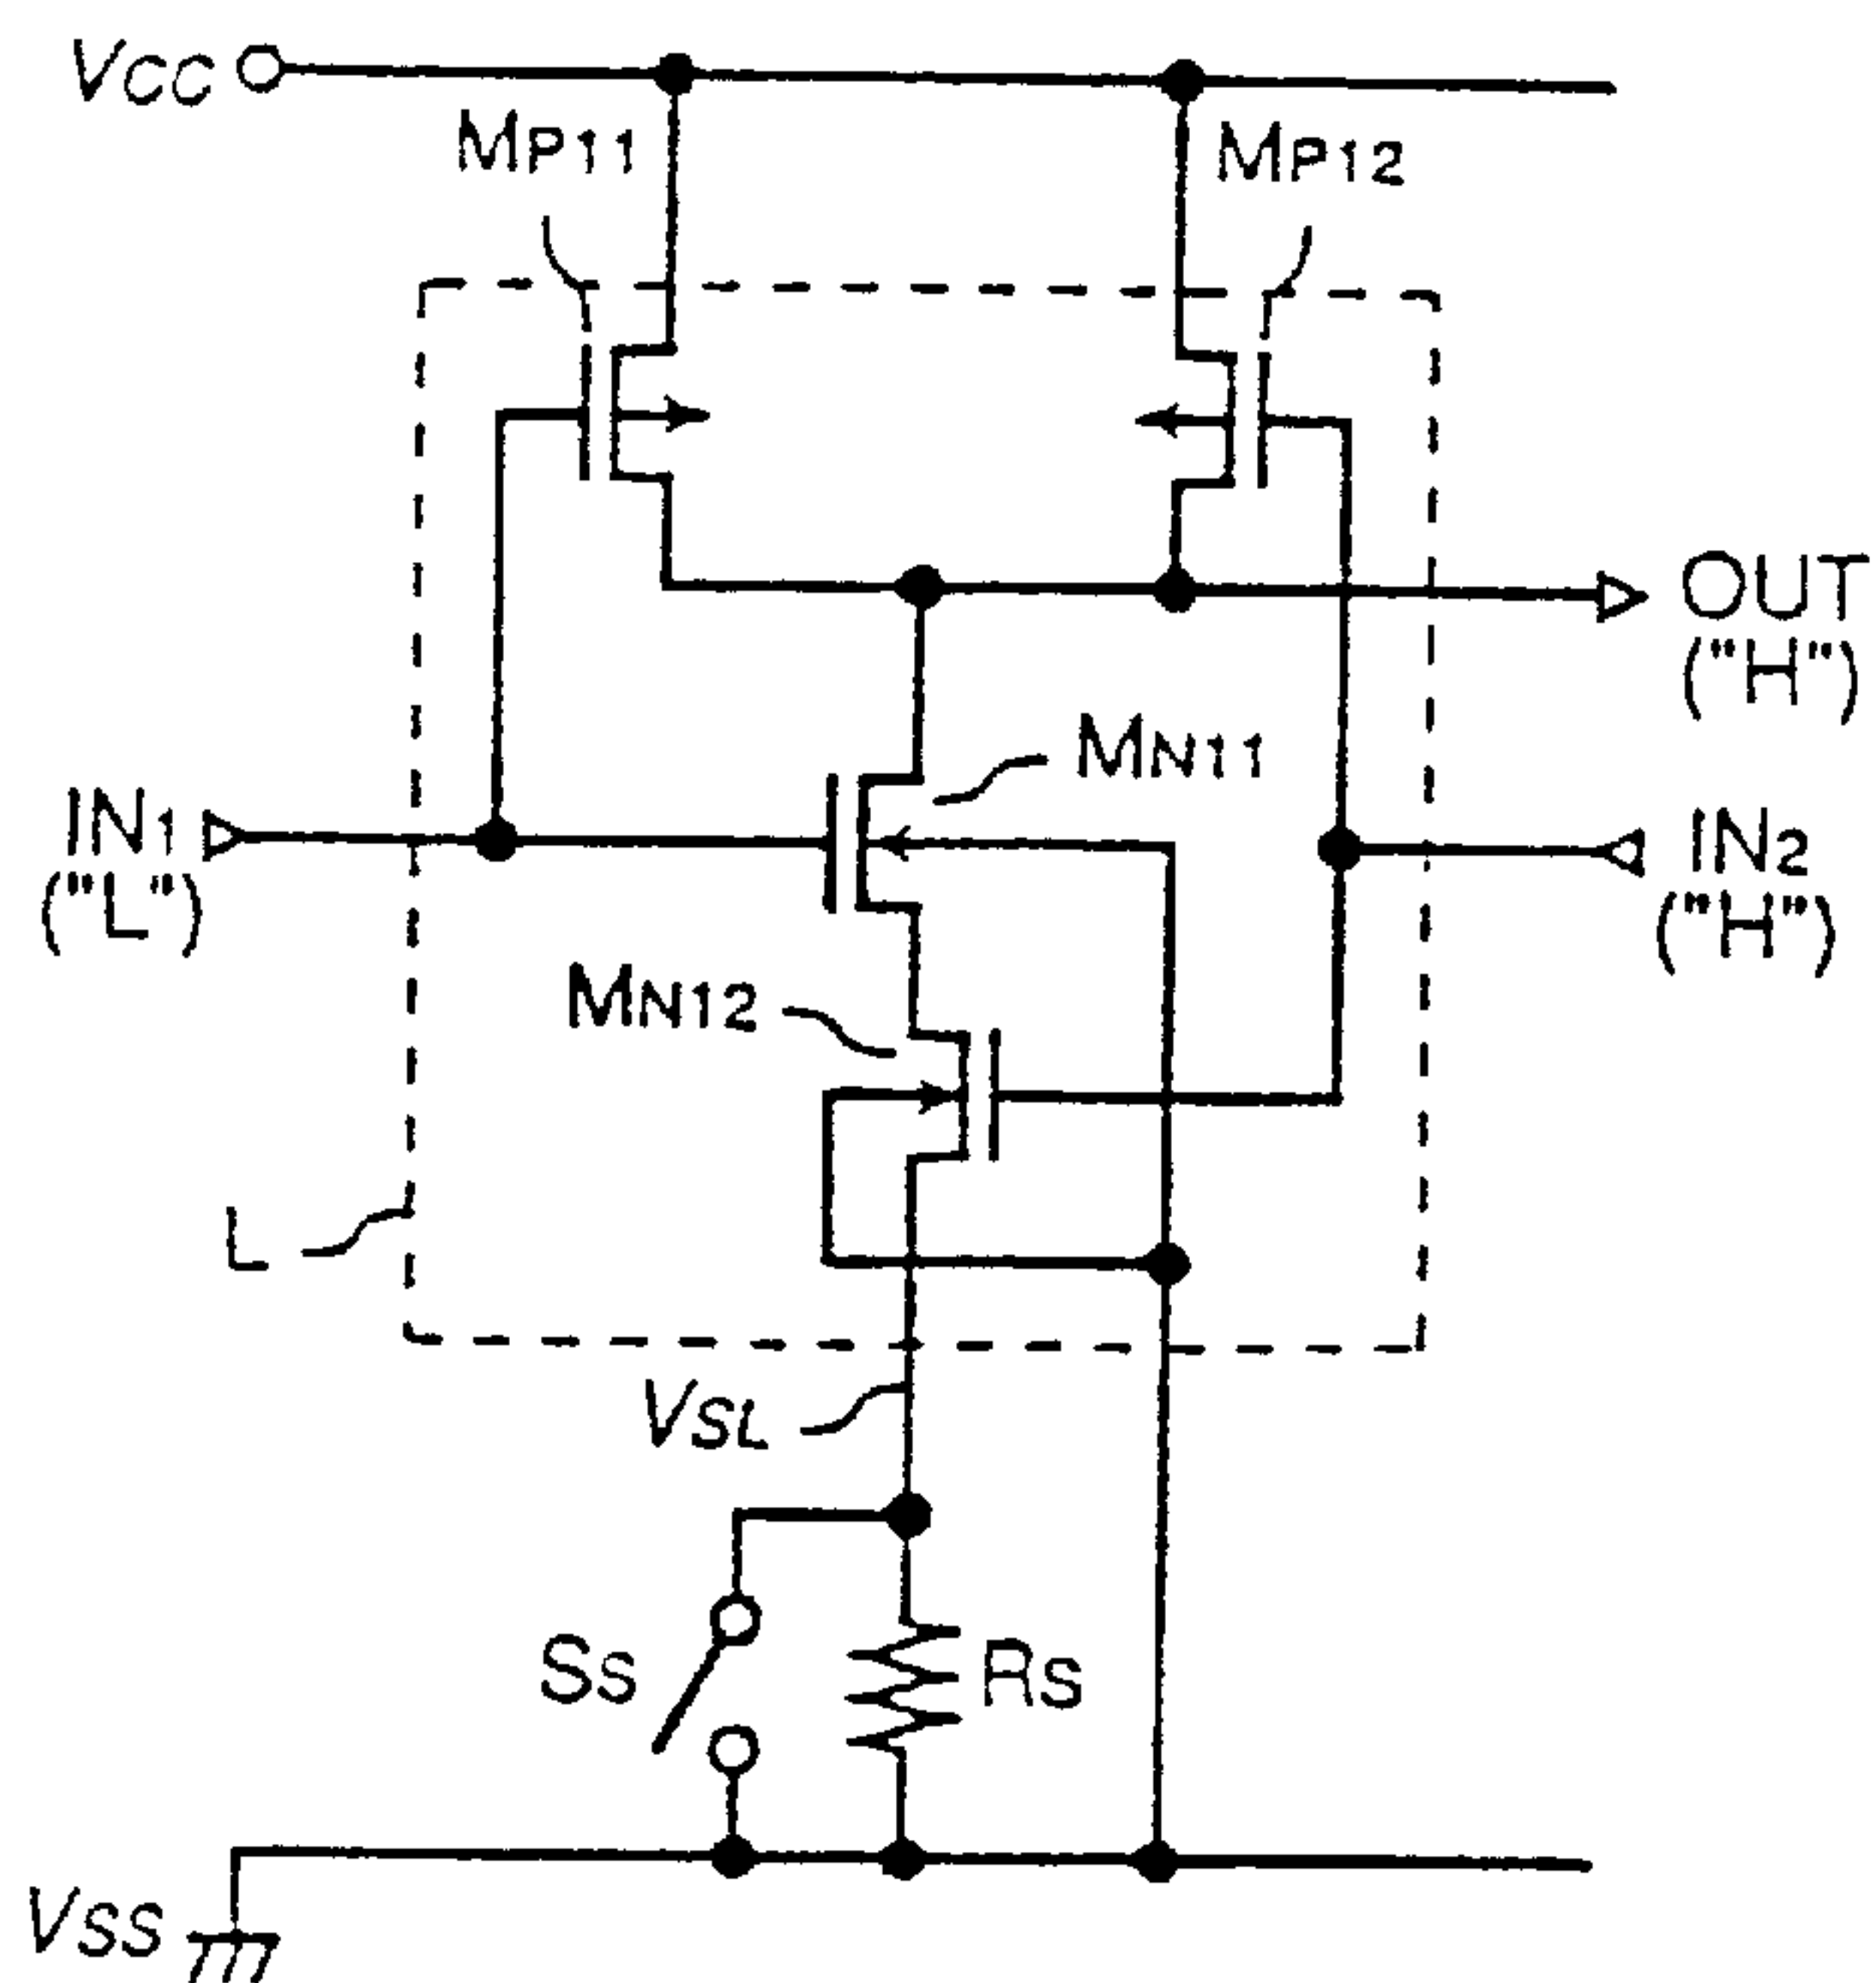 VCC
MP11
MP12
OUT
("H")
MN11
IN1
("L")
IN2
("H")
MN12
L
VSL
SS
RS
VSS